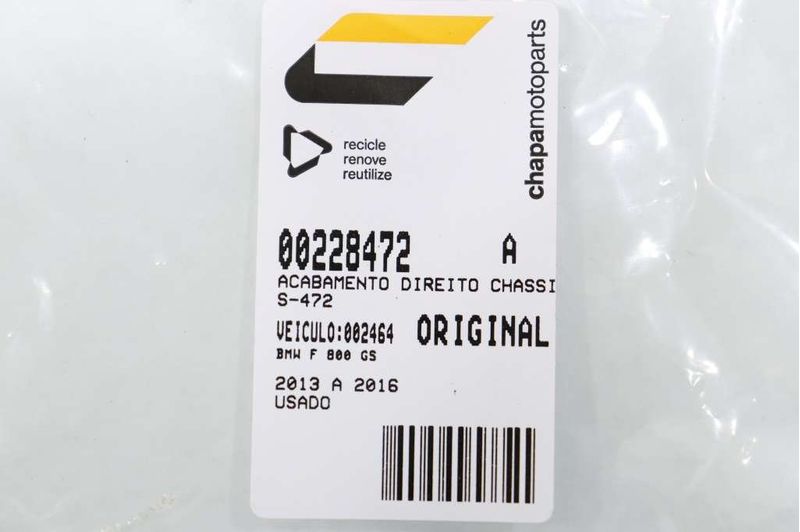 chapamotoparts
recicle
renove
reutilize
00228472 A
ACABAMENTO DIREITO CHASSI
S-472
VEICULO:002464 ORIGINAL
BMW F 800 GS
2013 A 2016
USADO